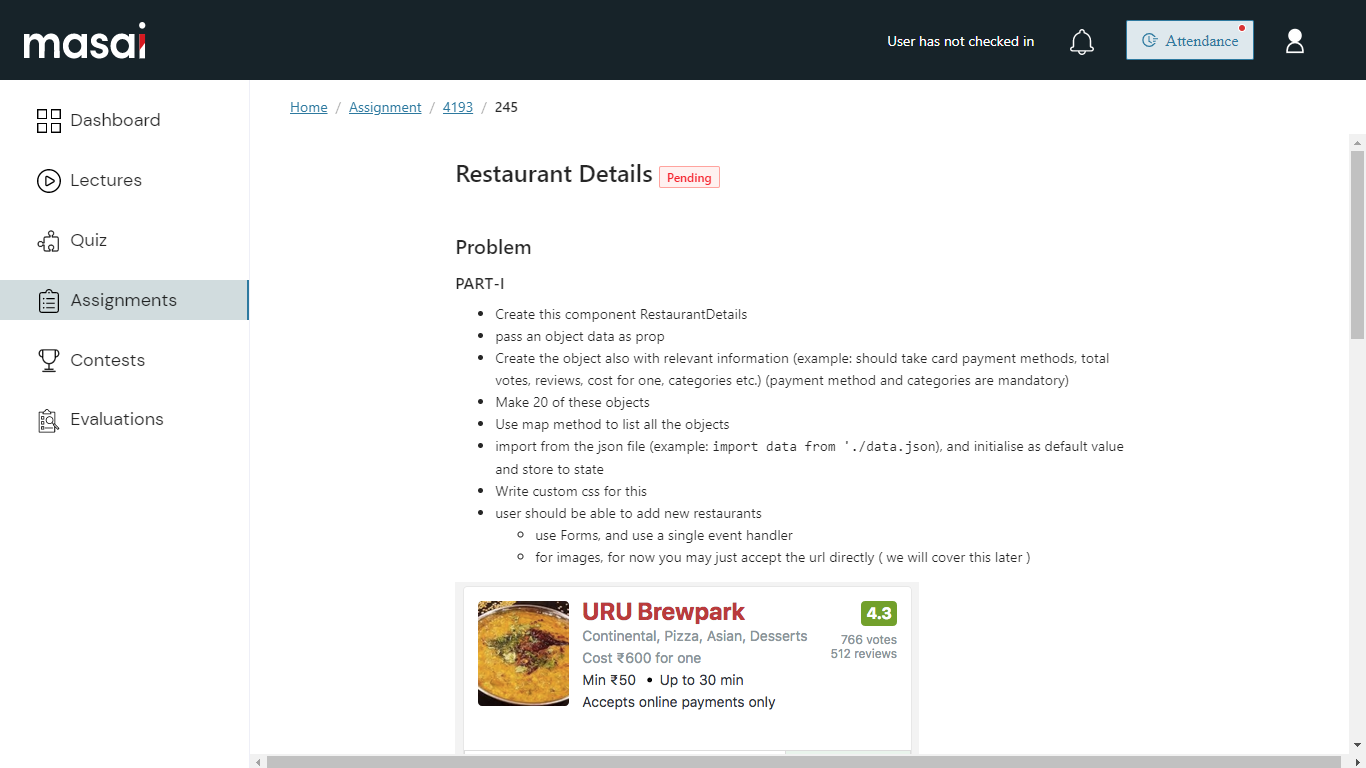 masai
User has not checked in
Attendance
Dashboard
Lectures
Quiz
Assignments
Contests
Evaluations
Home / Assignment / 4193 / 245
Restaurant Details Pending
Problem
PART-I
Create this component RestaurantDetails
pass an object data as prop
Create the object also with relevant information (example: should take card payment methods, total
votes, reviews, cost for one, categories etc.) (payment method and categories are mandatory)
Make 20 of these objects
Use map method to list all the objects
import from the json file (example: import data from './data.json), and initialise as default value
and store to state
Write custom css for this
user should be able to add new restaurants
use Forms, and use a single event handler
for images, for now you may just accept the url directly ( we will cover this later )
URU Brewpark
4.3
Continental, Pizza, Asian, Desserts
766 votes
512 reviews
Cost ₹600 for one
Min ₹50 • Up to 30 min
Accepts online payments only